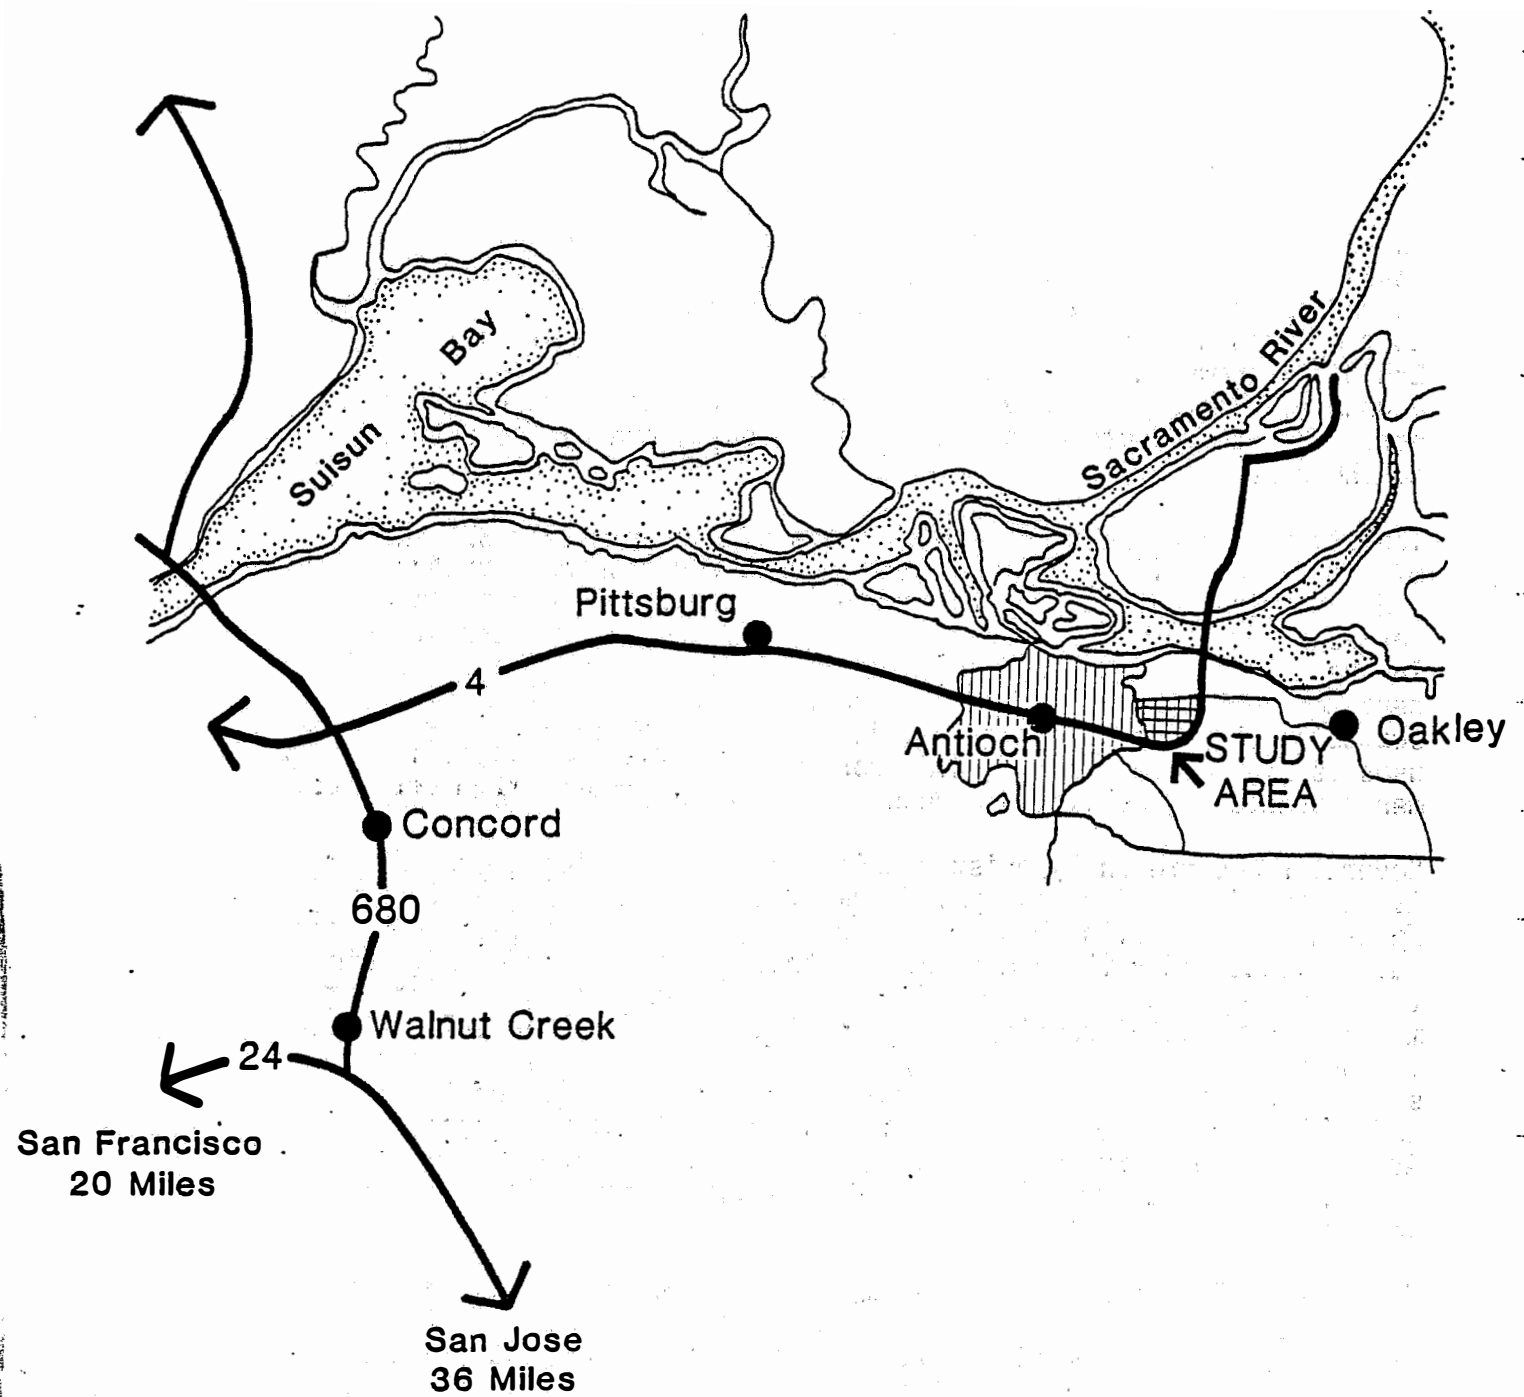 Bay
Suisun
Sacramento River
Pittsburg
4
Antioch
STUDY
AREA
Oakley
Concord
680
Walnut Creek
24
San Francisco
20 Miles
San Jose
36 Miles